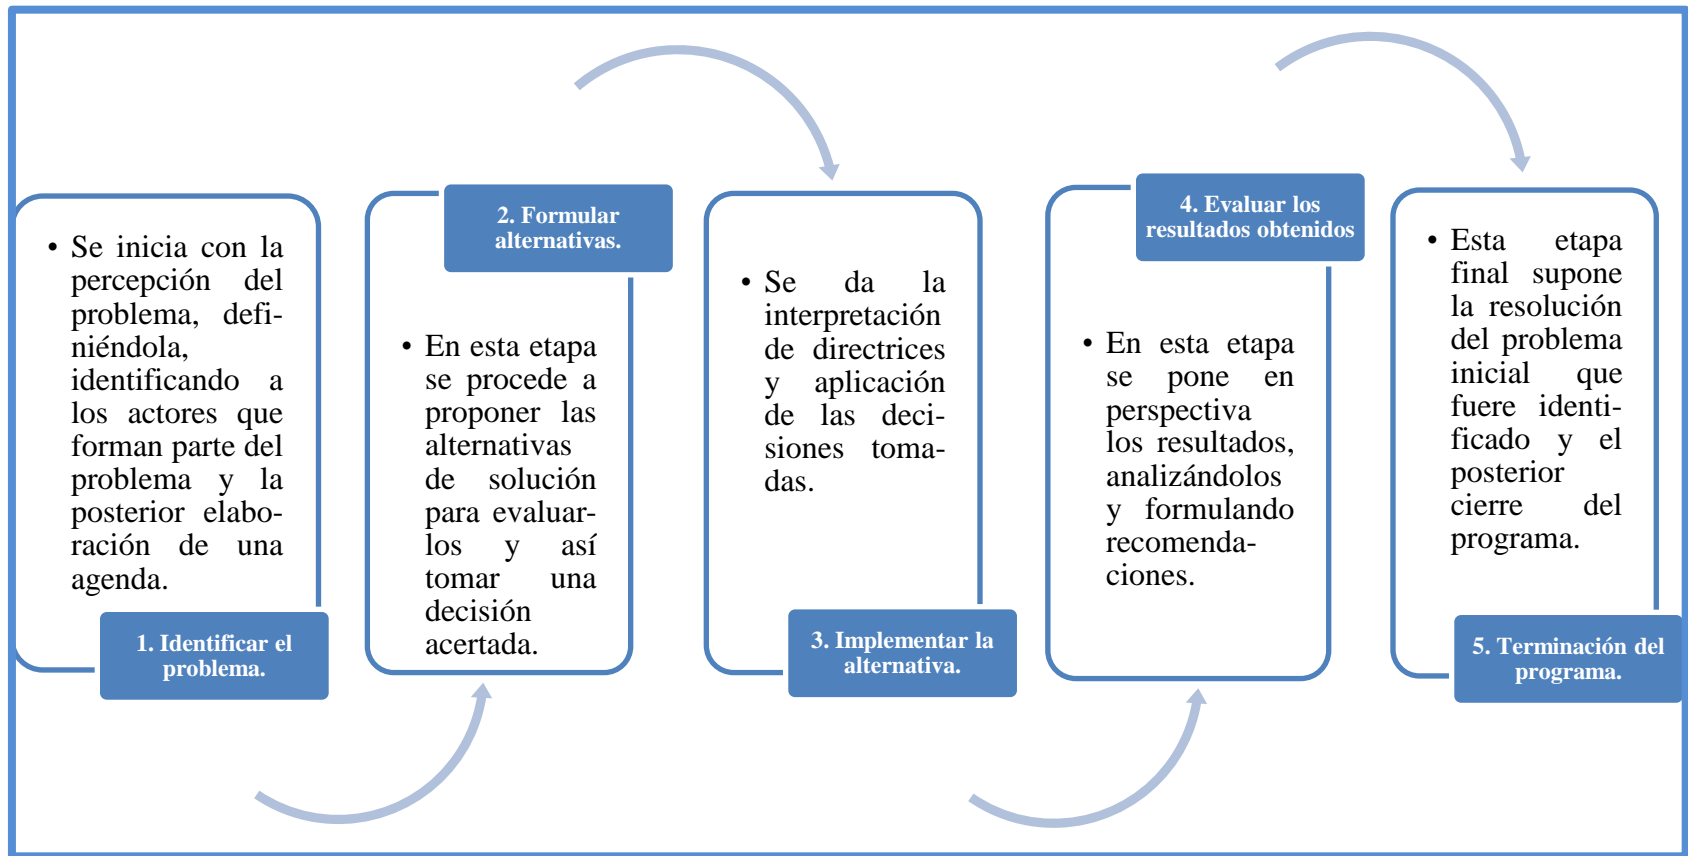 • Se inicia con la
percepción del
problema, defi-
niéndola,
identificando a
los actores que
forman parte del
problema y la
posterior elabo-
ración de una
agenda.
1. Identificar el
problema.
2. Formular
alternativas.
• En esta etapa
se procede a
proponer las
alternativas
de solución
para evaluar-
los y así
tomar una
decisión
acertada.
• Se da la
interpretación
de directrices
y aplicación
de las deci-
siones toma-
das.
3. Implementar la
alternativa.
4. Evaluar los
resultados obtenidos
• En esta etapa
se pone en
perspectiva
los resultados,
analizándolos
y formulando
recomenda-
ciones.
• Esta etapa
final supone
la resolución
del problema
inicial que
fuere identi-
ficado y el
posterior
cierre del
programa.
5. Terminación del
programa.